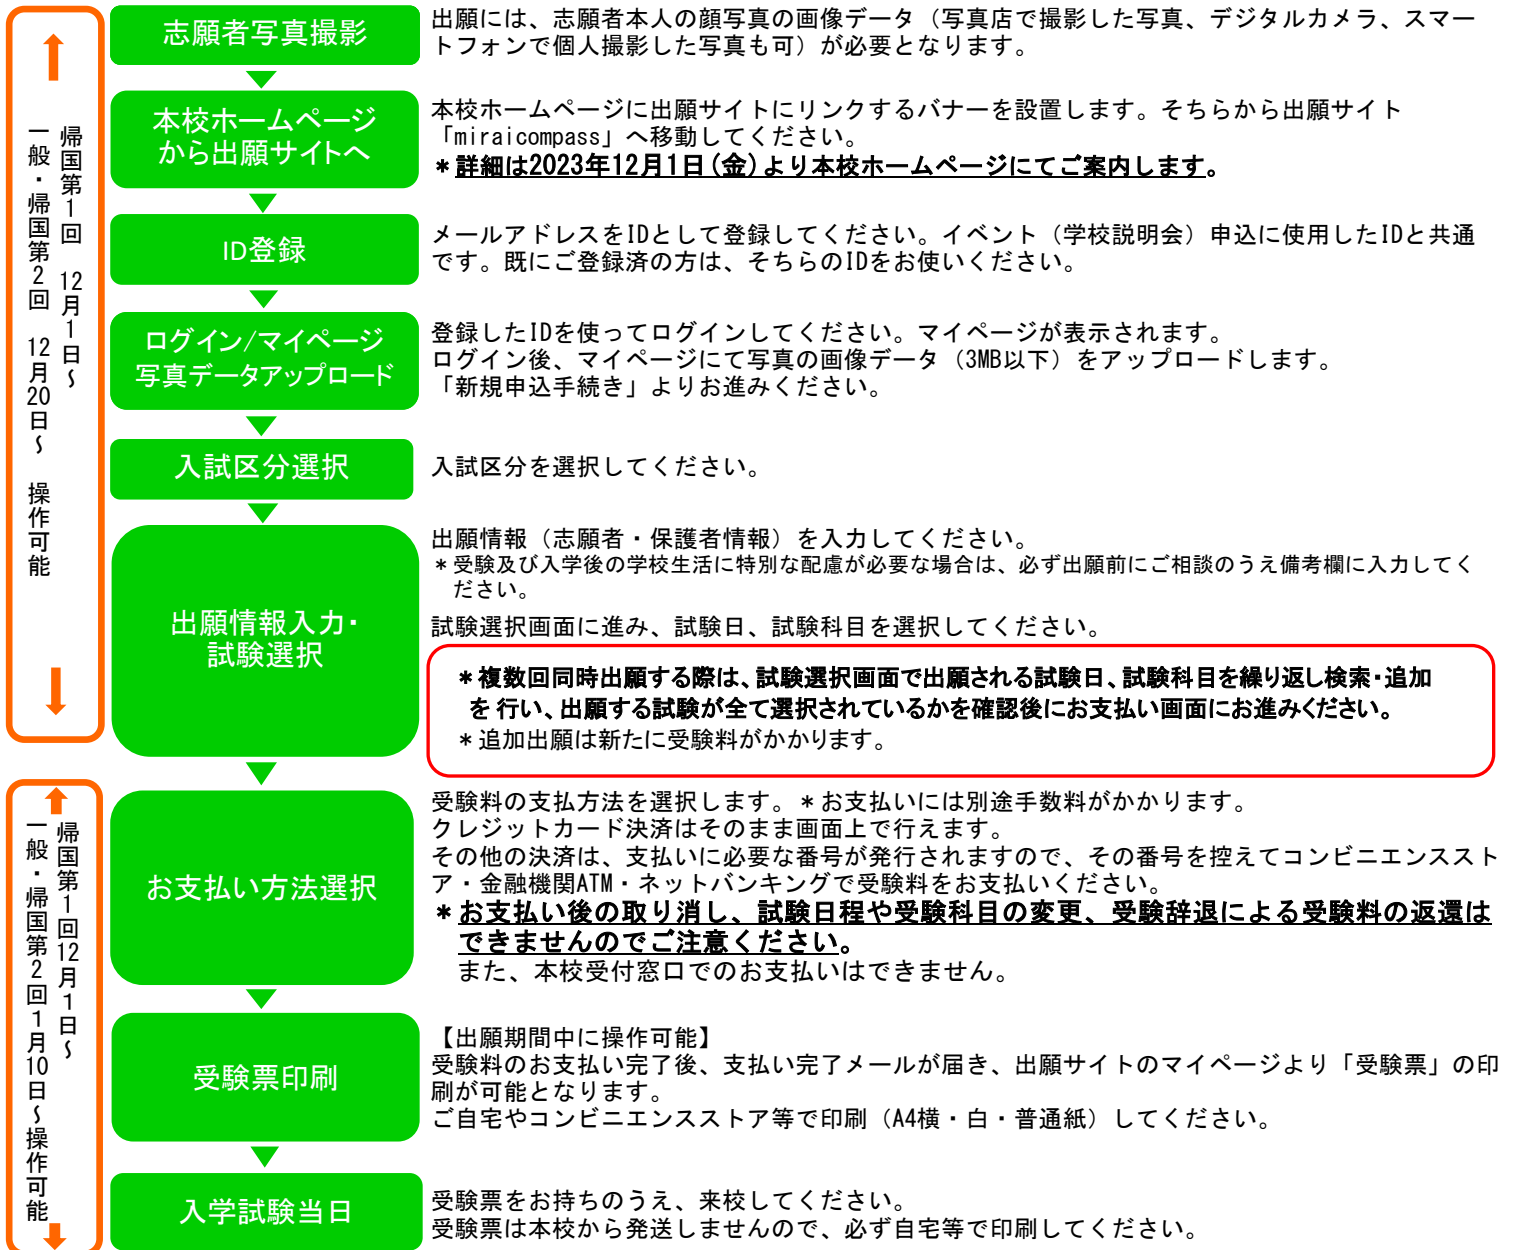 帰国第1回　12月1日～
一般・帰国第2回　12月20日～　操作可能
志願者写真撮影
出願には、志願者本人の顔写真の画像データ（写真店で撮影した写真、デジタルカメラ、スマー
トフォンで個人撮影した写真も可）が必要となります。
本校ホームページ
から出願サイトへ
本校ホームページに出願サイトにリンクするバナーを設置します。そちらから出願サイト
「miraicompass」へ移動してください。
＊詳細は2023年12月1日(金)より本校ホームページにてご案内します。
ID登録
メールアドレスをIDとして登録してください。イベント（学校説明会）申込に使用したIDと共通
です。既にご登録済の方は、そちらのIDをお使いください。
ログイン/マイページ
写真データアップロード
登録したIDを使ってログインしてください。マイページが表示されます。
ログイン後、マイページにて写真の画像データ（3MB以下）をアップロードします。
「新規申込手続き」よりお進みください。
入試区分選択
入試区分を選択してください。
出願情報入力・
試験選択
出願情報（志願者・保護者情報）を入力してください。
＊受験及び入学後の学校生活に特別な配慮が必要な場合は、必ず出願前にご相談のうえ備考欄に入力してく
ださい。
試験選択画面に進み、試験日、試験科目を選択してください。
＊複数回同時出願する際は、試験選択画面で出願される試験日、試験科目を繰り返し検索・追加
を 行い、出願する試験が全て選択されているかを確認後にお支払い画面にお進みください。
＊追加出願は新たに受験料がかかります。
帰国第1回12月1日～
一般・帰国第2回1月10日～操作可能
お支払い方法選択
受験料の支払方法を選択します。＊お支払いには別途手数料がかかります。
クレジットカード決済はそのまま画面上で行えます。
その他の決済は、支払いに必要な番号が発行されますので、その番号を控えてコンビニエンススト
ア・金融機関ATM・ネットバンキングで受験料をお支払いください。
＊お支払い後の取り消し、試験日程や受験科目の変更、受験辞退による受験料の返還は
できませんのでご注意ください。
また、本校受付窓口でのお支払いはできません。
受験票印刷
【出願期間中に操作可能】
受験料のお支払い完了後、支払い完了メールが届き、出願サイトのマイページより「受験票」の印
刷が可能となります。
ご自宅やコンビニエンスストア等で印刷（A4横・白・普通紙）してください。
入学試験当日
受験票をお持ちのうえ、来校してください。
受験票は本校から発送しませんので、必ず自宅等で印刷してください。